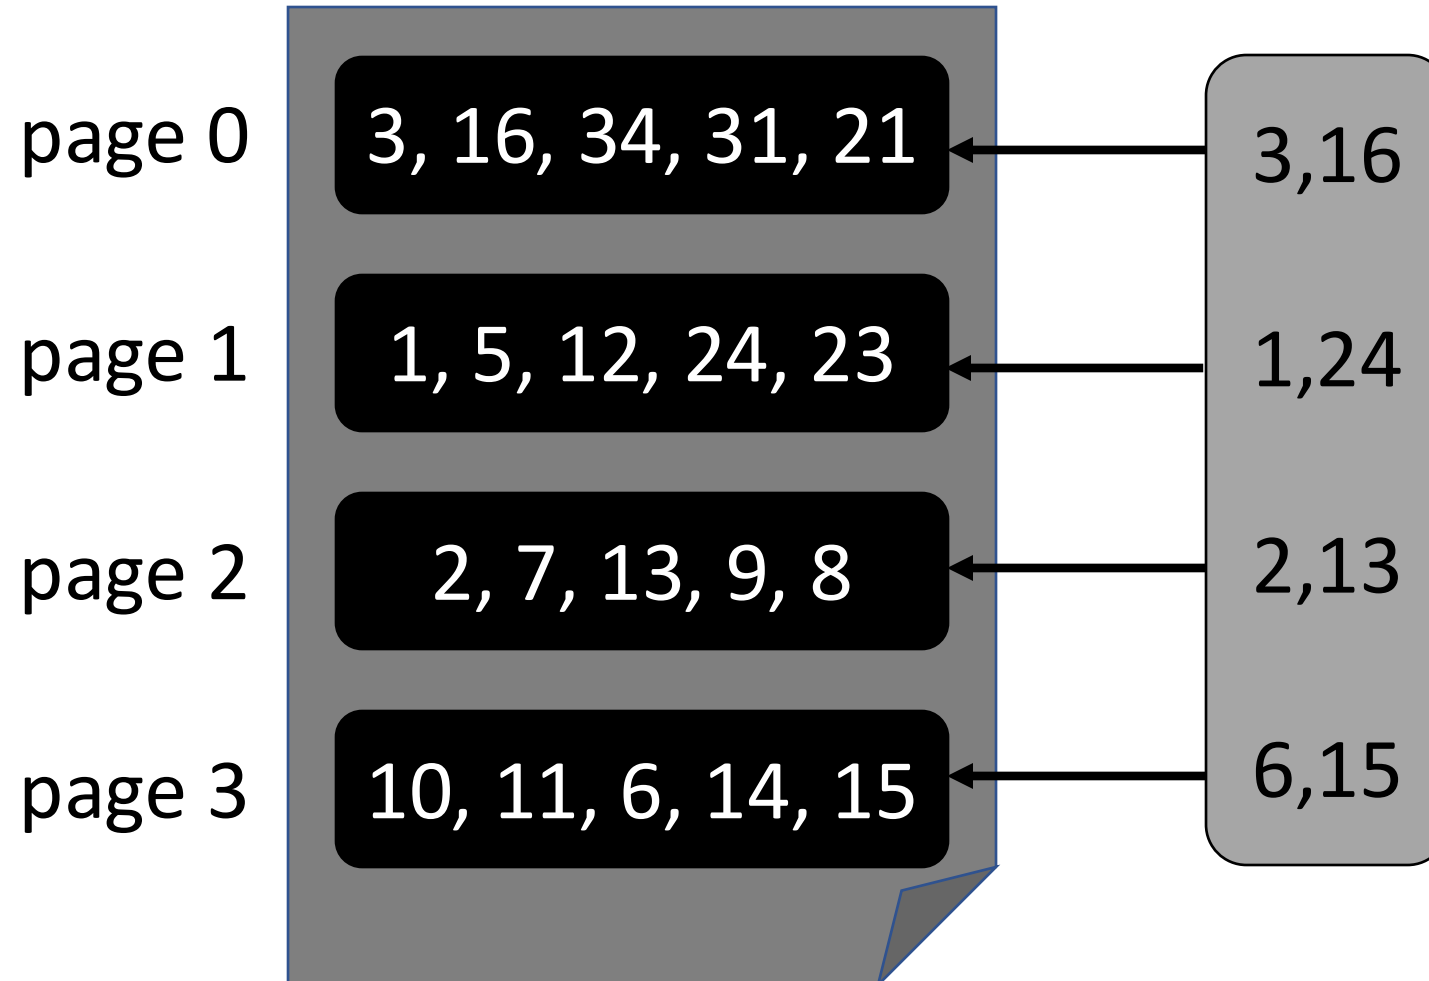 page 0 3, 16, 34, 31, 21 3,16
page 1 1, 5, 12, 24, 23 1,24
page 2 2, 7, 13, 9, 8 2,13
page 3 10, 11, 6, 14, 15 6,15